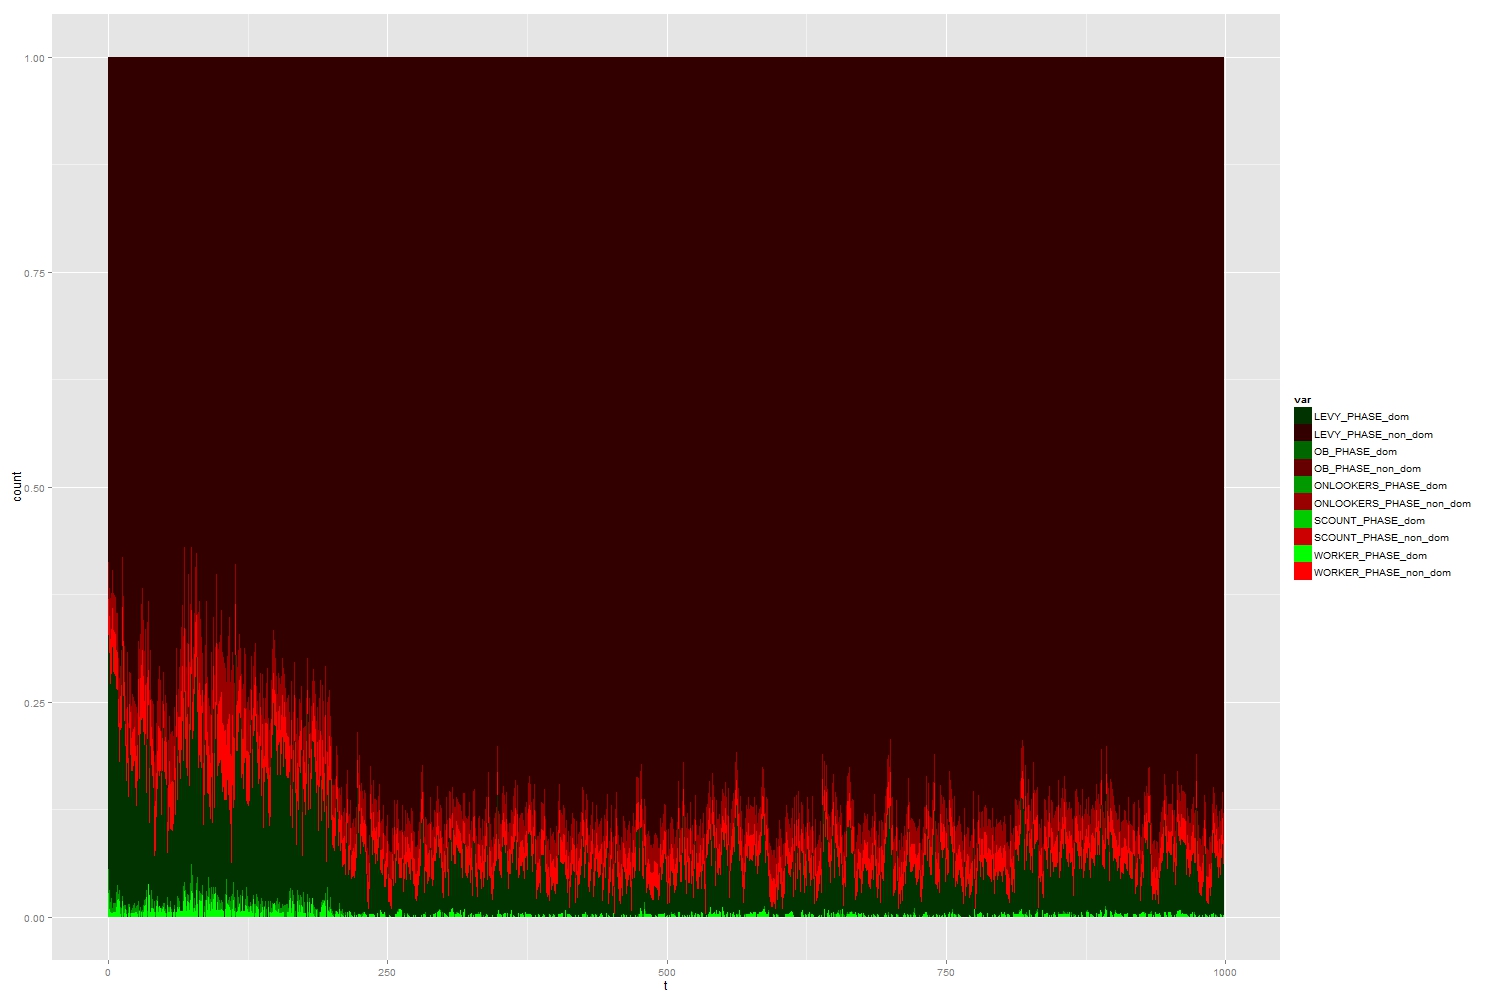 1.00
0.75
0.50
0.25
0.00
count
0
250
500
750
1000
t
var
LEVY_PHASE_dom
LEVY_PHASE_non_dom
OB_PHASE_dom
OB_PHASE_non_dom
ONLOOKERS_PHASE_dom
ONLOOKERS_PHASE_non_dom
SCOUNT_PHASE_dom
SCOUNT_PHASE_non_dom
WORKER_PHASE_dom
WORKER_PHASE_non_dom